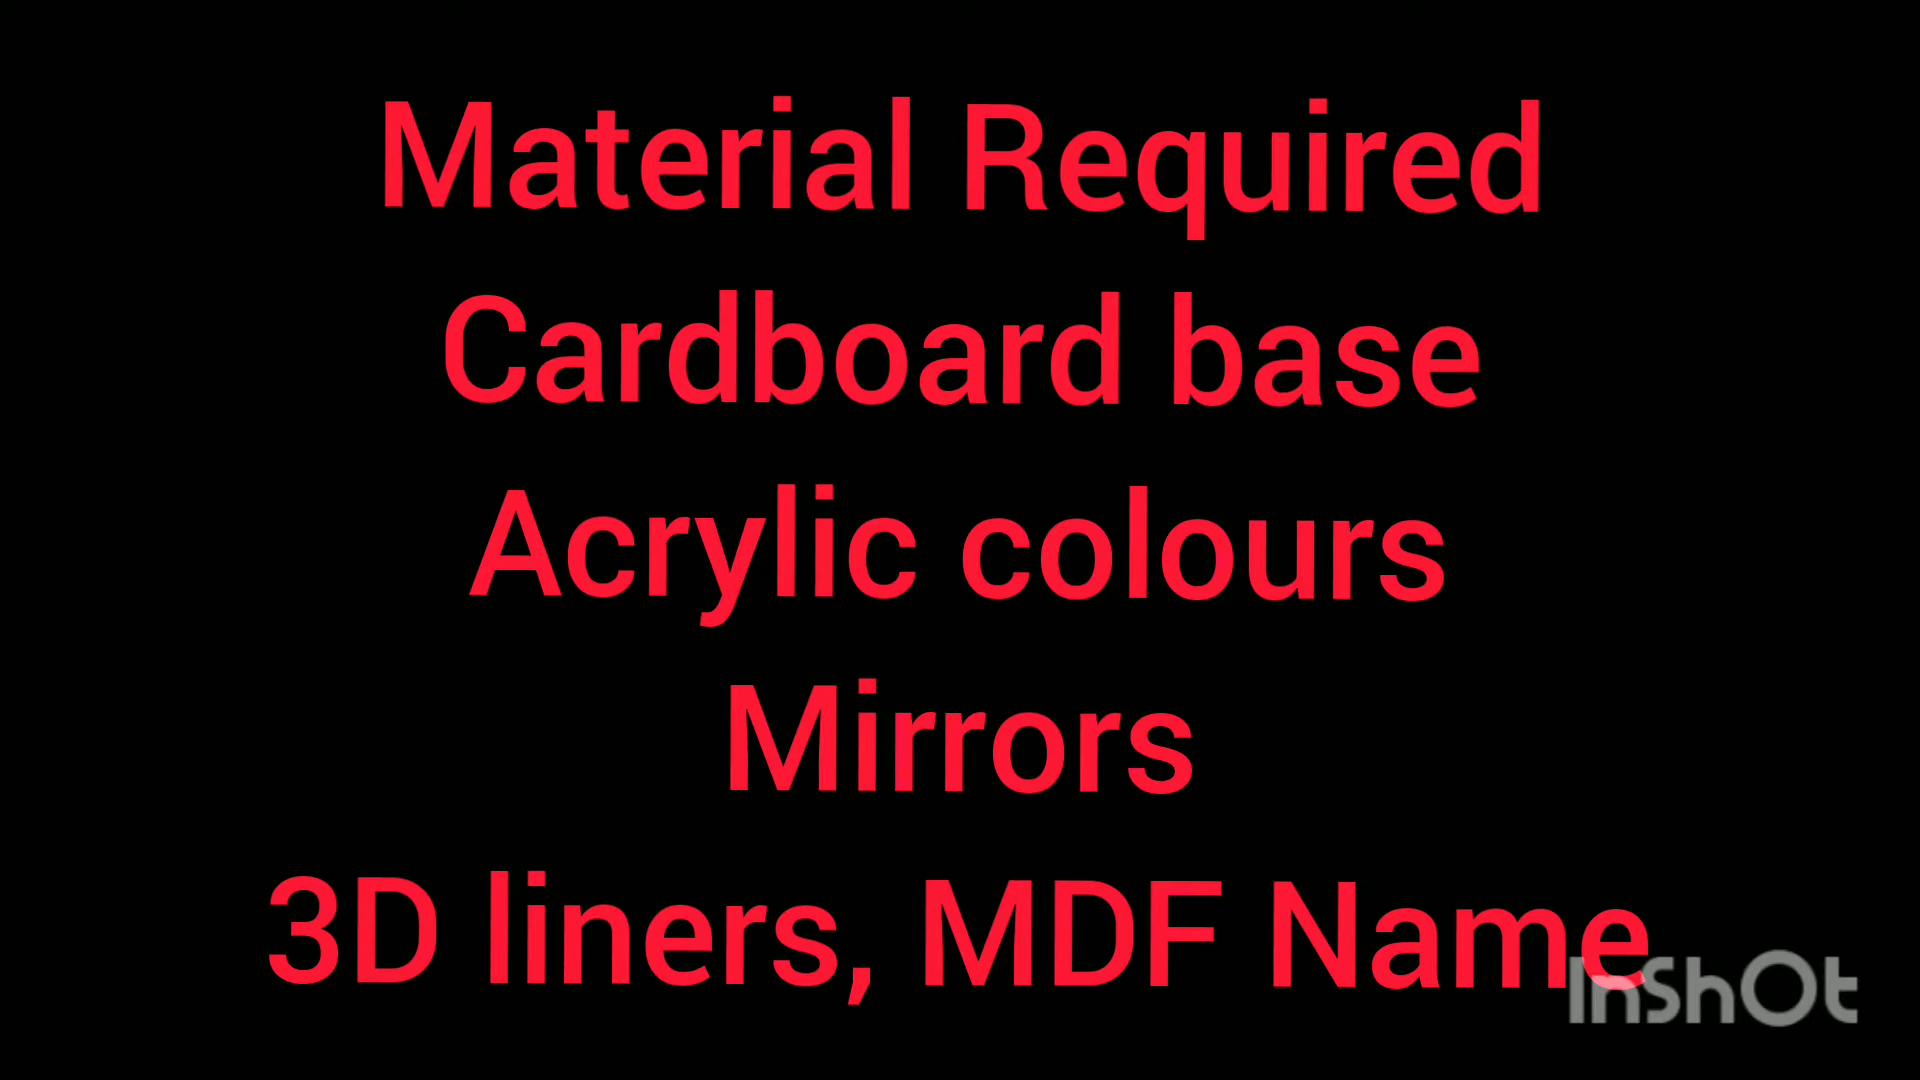 Material Required
Cardboard base
Acrylic colours
Mirrors
3D liners, MDF Name
InShOt